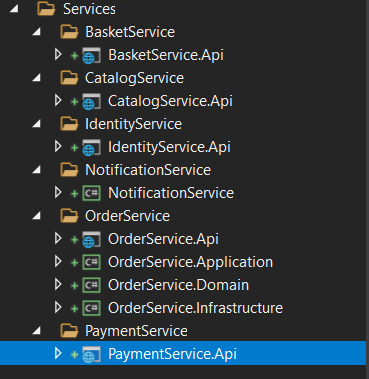 Services
BasketService
BasketService.Api
CatalogService
CatalogService.Api
IdentityService
IdentityService.Api
NotificationService
C# NotificationService
OrderService
OrderService.Api
C# OrderService.Application
C# OrderService.Domain
C# OrderService.Infrastructure
PaymentService
PaymentService.Api